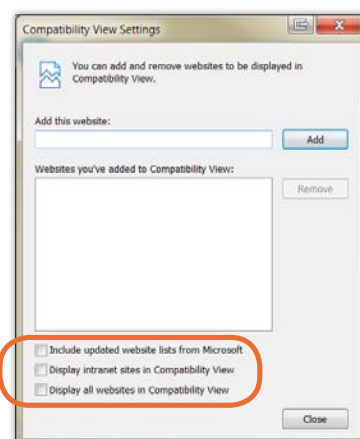 Compatibility View Settings
You can add and remove websites to be displayed in
Compatibility View.
Add this website:
Add
Websites you've added to Compatibility View:
Remove
Include updated website lists from Microsoft
Display intranet sites in Compatibility View
Display all websites in Compatibility View
Close